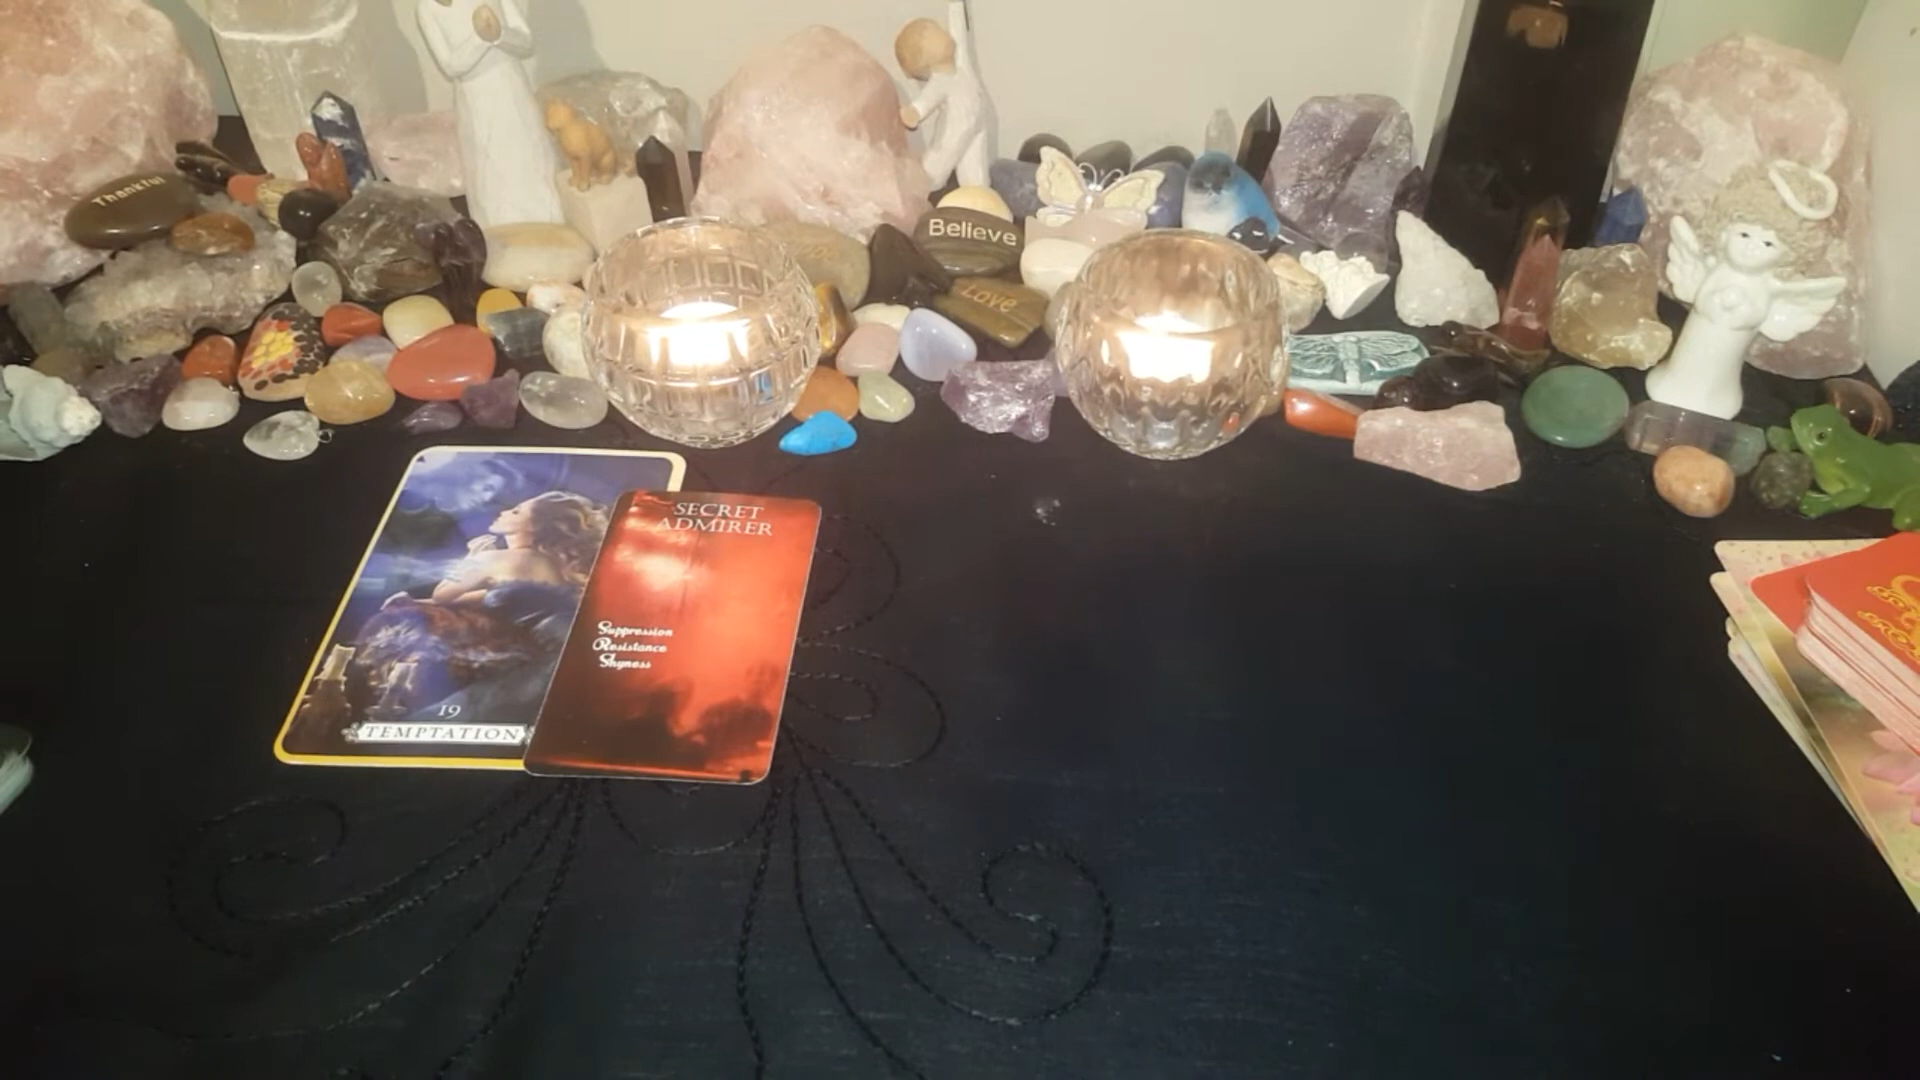 Thankful
Believe
Love
SECRET
ADMIRER
Suppression
Resistance
Shyness
19
TEMPTATION